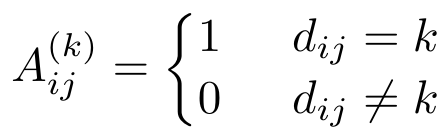 $$A_{ij}^{(k)} = \begin{cases} 1 & d_{ij} = k \\ 0 & d_{ij} \neq k \end{cases}$$